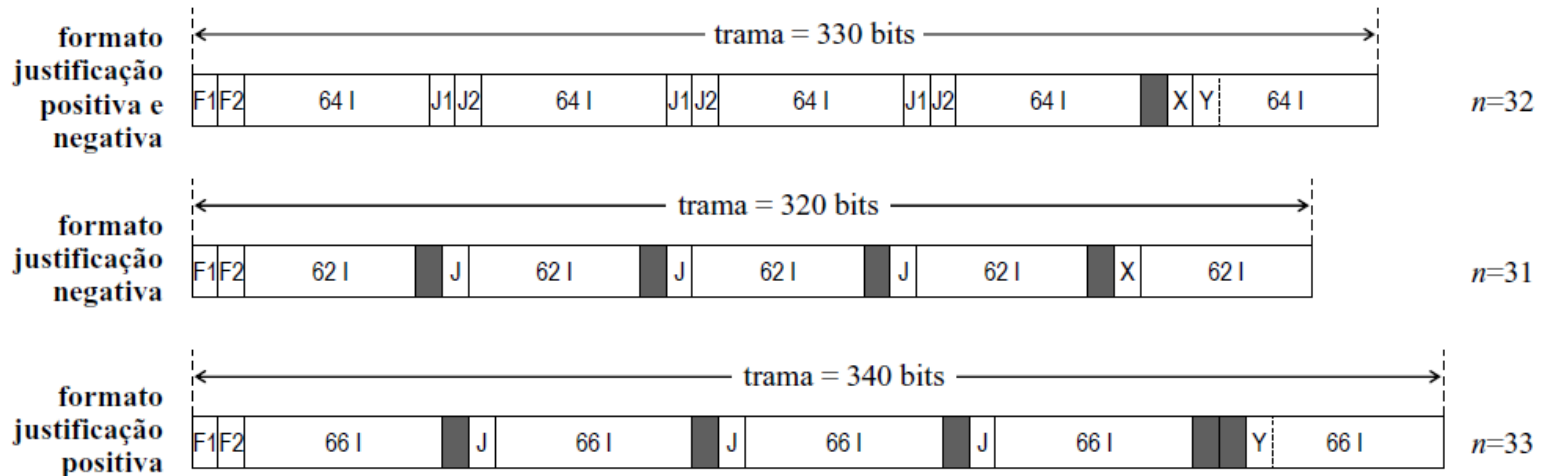 formato
justificação
positiva e
negativa
trama = 330 bits
F1 F2 64 I J1 J2 64 I J1 J2 64 I J1 J2 64 I X Y 64 I
n=32
formato
justificação
negativa
trama = 320 bits
F1 F2 62 I J 62 I J 62 I J 62 I X 62 I
n=31
formato
justificação
positiva
trama = 340 bits
F1 F2 66 I J 66 I J 66 I J 66 I Y 66 I
n=33